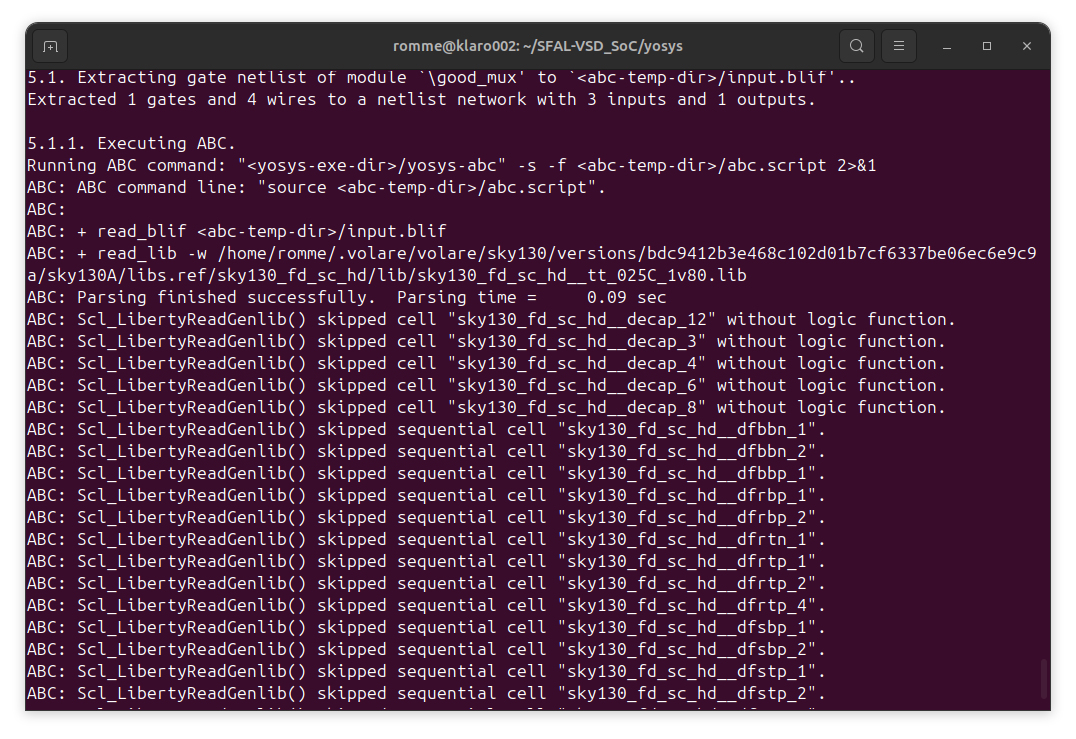 romme@klaro002: ~/SFAL-VSD_SoC/yosys
5.1. Extracting gate netlist of module `\good_mux' to `<abc-temp-dir>/input.blif'..
Extracted 1 gates and 4 wires to a netlist network with 3 inputs and 1 outputs.
5.1.1. Executing ABC.
Running ABC command: "<yosys-exe-dir>/yosys-abc" -s -f <abc-temp-dir>/abc.script 2>&1
ABC: ABC command line: "source <abc-temp-dir>/abc.script".
ABC:
ABC: + read_blif <abc-temp-dir>/input.blif
ABC: + read_lib -w /home/romme/.volare/volare/sky130/versions/bdc9412b3e468c102d01b7cf6337be06ec6e9c9
a/sky130A/libs.ref/sky130_fd_sc_hd/lib/sky130_fd_sc_hd__tt_025C_1v80.lib
ABC: Parsing finished successfully.  Parsing time =     0.09 sec
ABC: Scl_LibertyReadGenlib() skipped cell "sky130_fd_sc_hd__decap_12" without logic function.
ABC: Scl_LibertyReadGenlib() skipped cell "sky130_fd_sc_hd__decap_3" without logic function.
ABC: Scl_LibertyReadGenlib() skipped cell "sky130_fd_sc_hd__decap_4" without logic function.
ABC: Scl_LibertyReadGenlib() skipped cell "sky130_fd_sc_hd__decap_6" without logic function.
ABC: Scl_LibertyReadGenlib() skipped cell "sky130_fd_sc_hd__decap_8" without logic function.
ABC: Scl_LibertyReadGenlib() skipped sequential cell "sky130_fd_sc_hd__dfbbn_1".
ABC: Scl_LibertyReadGenlib() skipped sequential cell "sky130_fd_sc_hd__dfbbn_2".
ABC: Scl_LibertyReadGenlib() skipped sequential cell "sky130_fd_sc_hd__dfbbp_1".
ABC: Scl_LibertyReadGenlib() skipped sequential cell "sky130_fd_sc_hd__dfrbp_1".
ABC: Scl_LibertyReadGenlib() skipped sequential cell "sky130_fd_sc_hd__dfrbp_2".
ABC: Scl_LibertyReadGenlib() skipped sequential cell "sky130_fd_sc_hd__dfrtn_1".
ABC: Scl_LibertyReadGenlib() skipped sequential cell "sky130_fd_sc_hd__dfrtp_1".
ABC: Scl_LibertyReadGenlib() skipped sequential cell "sky130_fd_sc_hd__dfrtp_2".
ABC: Scl_LibertyReadGenlib() skipped sequential cell "sky130_fd_sc_hd__dfrtp_4".
ABC: Scl_LibertyReadGenlib() skipped sequential cell "sky130_fd_sc_hd__dfsbp_1".
ABC: Scl_LibertyReadGenlib() skipped sequential cell "sky130_fd_sc_hd__dfsbp_2".
ABC: Scl_LibertyReadGenlib() skipped sequential cell "sky130_fd_sc_hd__dfstp_1".
ABC: Scl_LibertyReadGenlib() skipped sequential cell "sky130_fd_sc_hd__dfstp_2".